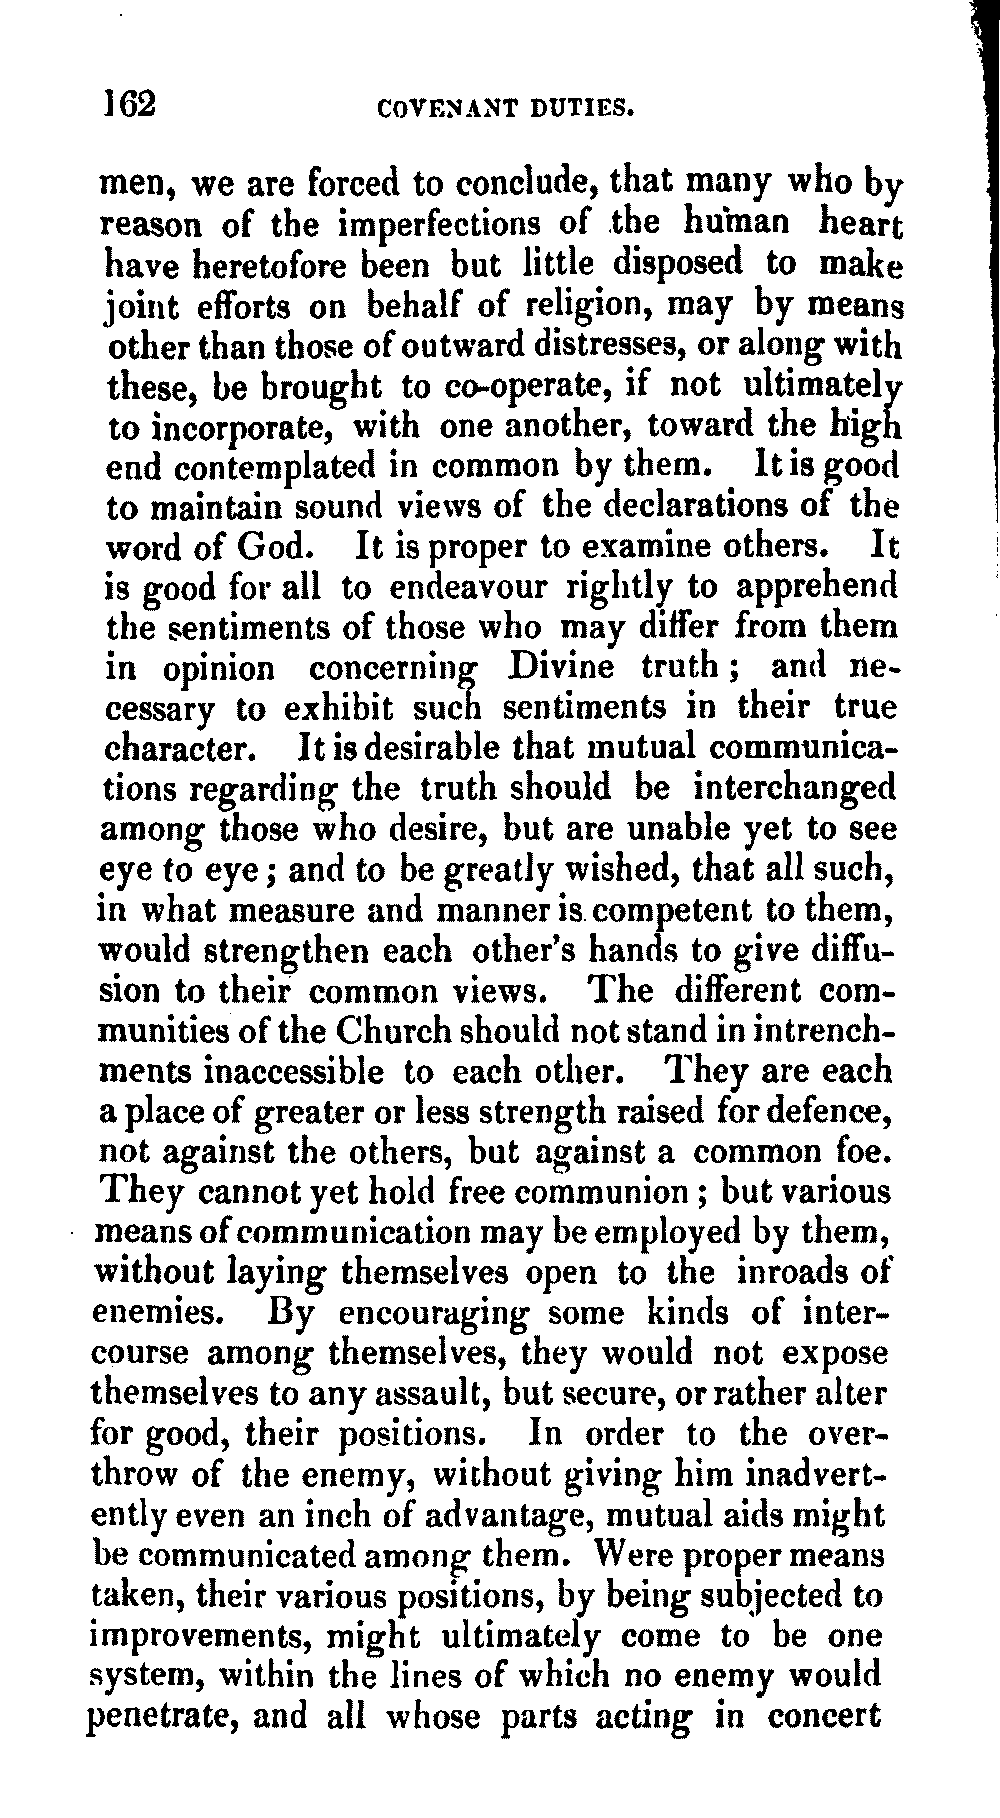 162 COVENANT DUTIES.
men, we are forced to conclude, that many who by
reason of the imperfections of the human heart
have heretofore been but little disposed to make
joint efforts on behalf of religion, may by means
other than those of outward distresses, or along with
these, be brought to co-operate, if not ultimately
to incorporate, with one another, toward the high
end contemplated in common by them. It is good
to maintain sound views of the declarations of the
word of God. It is proper to examine others. It
is good for all to endeavour rightly to apprehend
the sentiments of those who may differ from them
in opinion concerning Divine truth; and ne-
cessary to exhibit such sentiments in their true
character. It is desirable that mutual communica-
tions regarding the truth should be interchanged
among those who desire, but are unable yet to see
eye to eye; and to be greatly wished, that all such,
in what measure and manner is competent to them,
would strengthen each other's hands to give diffu-
sion to their common views. The different com-
munities of the Church should not stand in intrench-
ments inaccessible to each other. They are each
a place of greater or less strength raised for defence,
not against the others, but against a common foe.
They cannot yet hold free communion; but various
means of communication may be employed by them,
without laying themselves open to the inroads of
enemies. By encouraging some kinds of inter-
course among themselves, they would not expose
themselves to any assault, but secure, or rather alter
for good, their positions. In order to the over-
throw of the enemy, without giving him inadvert-
ently even an inch of advantage, mutual aids might
be communicated among them. Were proper means
taken, their various positions, by being subjected to
improvements, might ultimately come to be one
system, within the lines of which no enemy would
penetrate, and all whose parts acting in concert